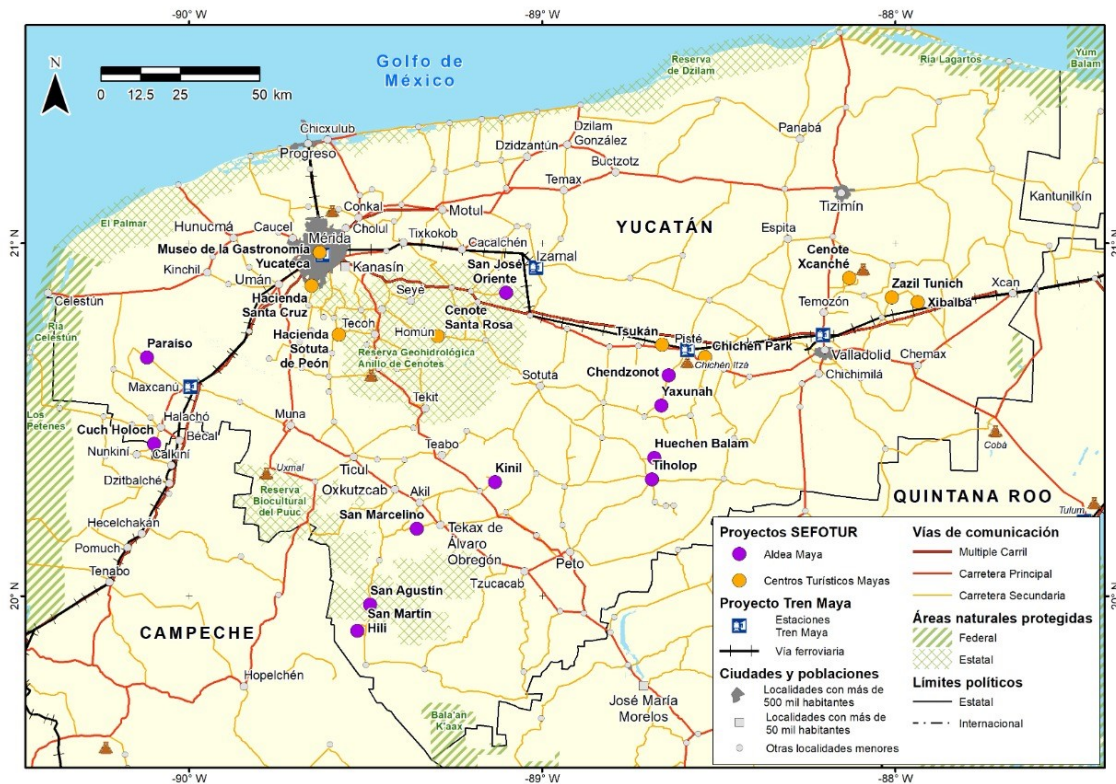 -90° W
-89° W
-88° W
N
0 12.5 25 50 km
Golfo de
México
Reserva
de Dzilam
Ría Lagartos
Yum
Balam
Chicxulub
Progreso
Dzilam
González
Dzidzantún
Buctzotz
Temax
Panabá
Tizimín
Kantunilkín
El Palmar
Hunucmá
Caucel
Conkal
Cholul
Motul
Mérida
Tixkokob
Cacalchén
Izamal
YUCATÁN
Espita
21° N
21° N
Museo de la Gastronomía
Yucateca
Kinchil
Umán
Kanasín
San José
Oriente
Cenote
Xcanché
Zazil Tunich
Xibalbá
Xcan
Celestún
Ría
Celestún
Hacienda
Santa Cruz
Seye
Cenote
Santa Rosa
Temozón
Tecoh
Homún
Hacienda
Sotuta
de Peón
Reserva Geohidrológica
Anillo de Cenotes
Tsukán
Pisté
Chichén Park
Chichén Itzá
Valladolid
Chemax
Chichimilá
Paraiso
Maxcanú
Sotuta
Chendzonot
Yaxunah
Tekit
Los
Petenes
Halachó
Cuch Holoch
Bécal
Nunkiní
Calkiní
Dzitbalché
Muna
Teabo
Cobá
Huechen Balam
Tiholop
Uxmal
Ticul
Kinil
Oxkutzcab
Akil
Reserva
Biocultural
del Puuc
San Marcelino
QUINTANA ROO
Tulum
Hecelchakán
Pomuch
Tenabo
Tekax de
Álvaro
Obregón
Tzucacab
Peto
20° N
20° N
San Agustin
San Martin
Hili
CAMPECHE
Hopelchén
José María
Morelos
Bala'an
K'aax
Proyectos SEFOTUR
Aldea Maya
Centros Turísticos Mayas
Proyecto Tren Maya
Estaciones
Tren Maya
Vía ferroviaria
Ciudades y poblaciones
Localidades con más de
500 mil habitantes
Localidades con más de
50 mil habitantes
Otras localidades menores
Vías de comunicación
Multiple Carril
Carretera Principal
Carretera Secundaria
Áreas naturales protegidas
Federal
Estatal
Límites políticos
Estatal
Internacional
-90° W
-89° W
-88° W